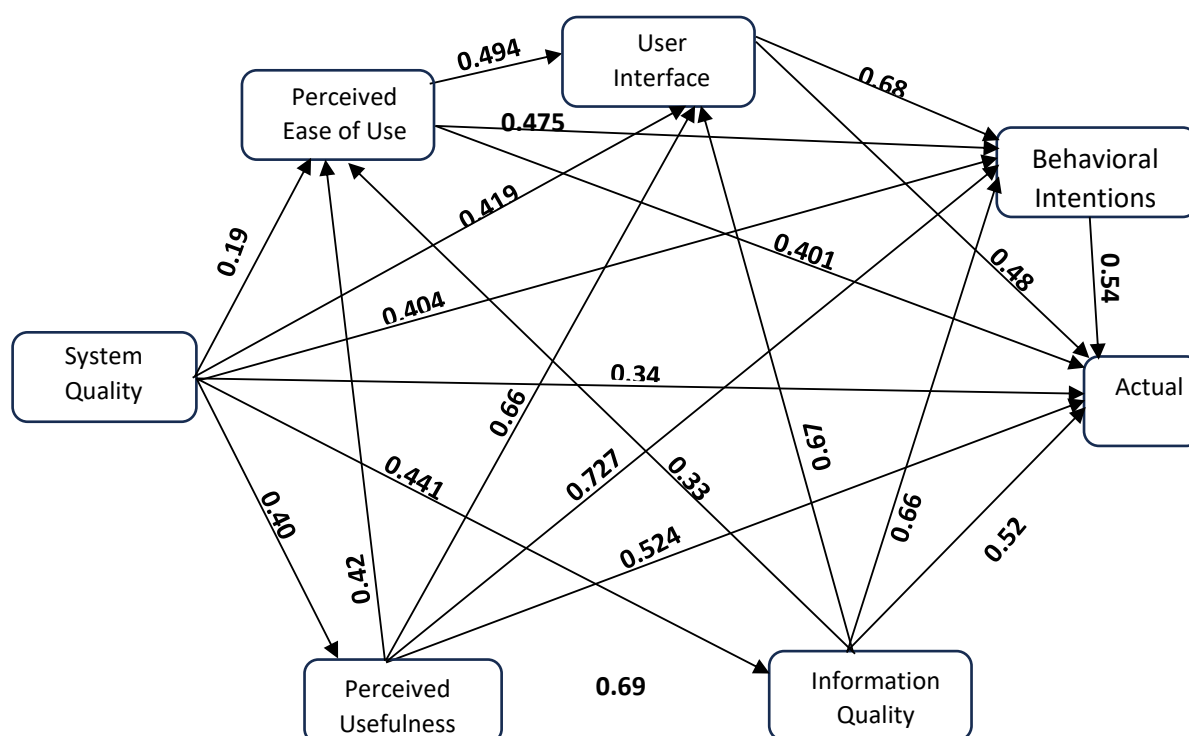 User
Interface
0.494
0.68
Perceived
Ease of Use
0.475
Behavioral
Intentions
0.419
0.19
0.401
0.48
0.54
0.404
System
Quality
0.34
Actual
0.66
0.67
0.727
0.33
0.441
0.40
0.66
0.524
0.52
0.42
Perceived
Usefulness
0.69
Information
Quality